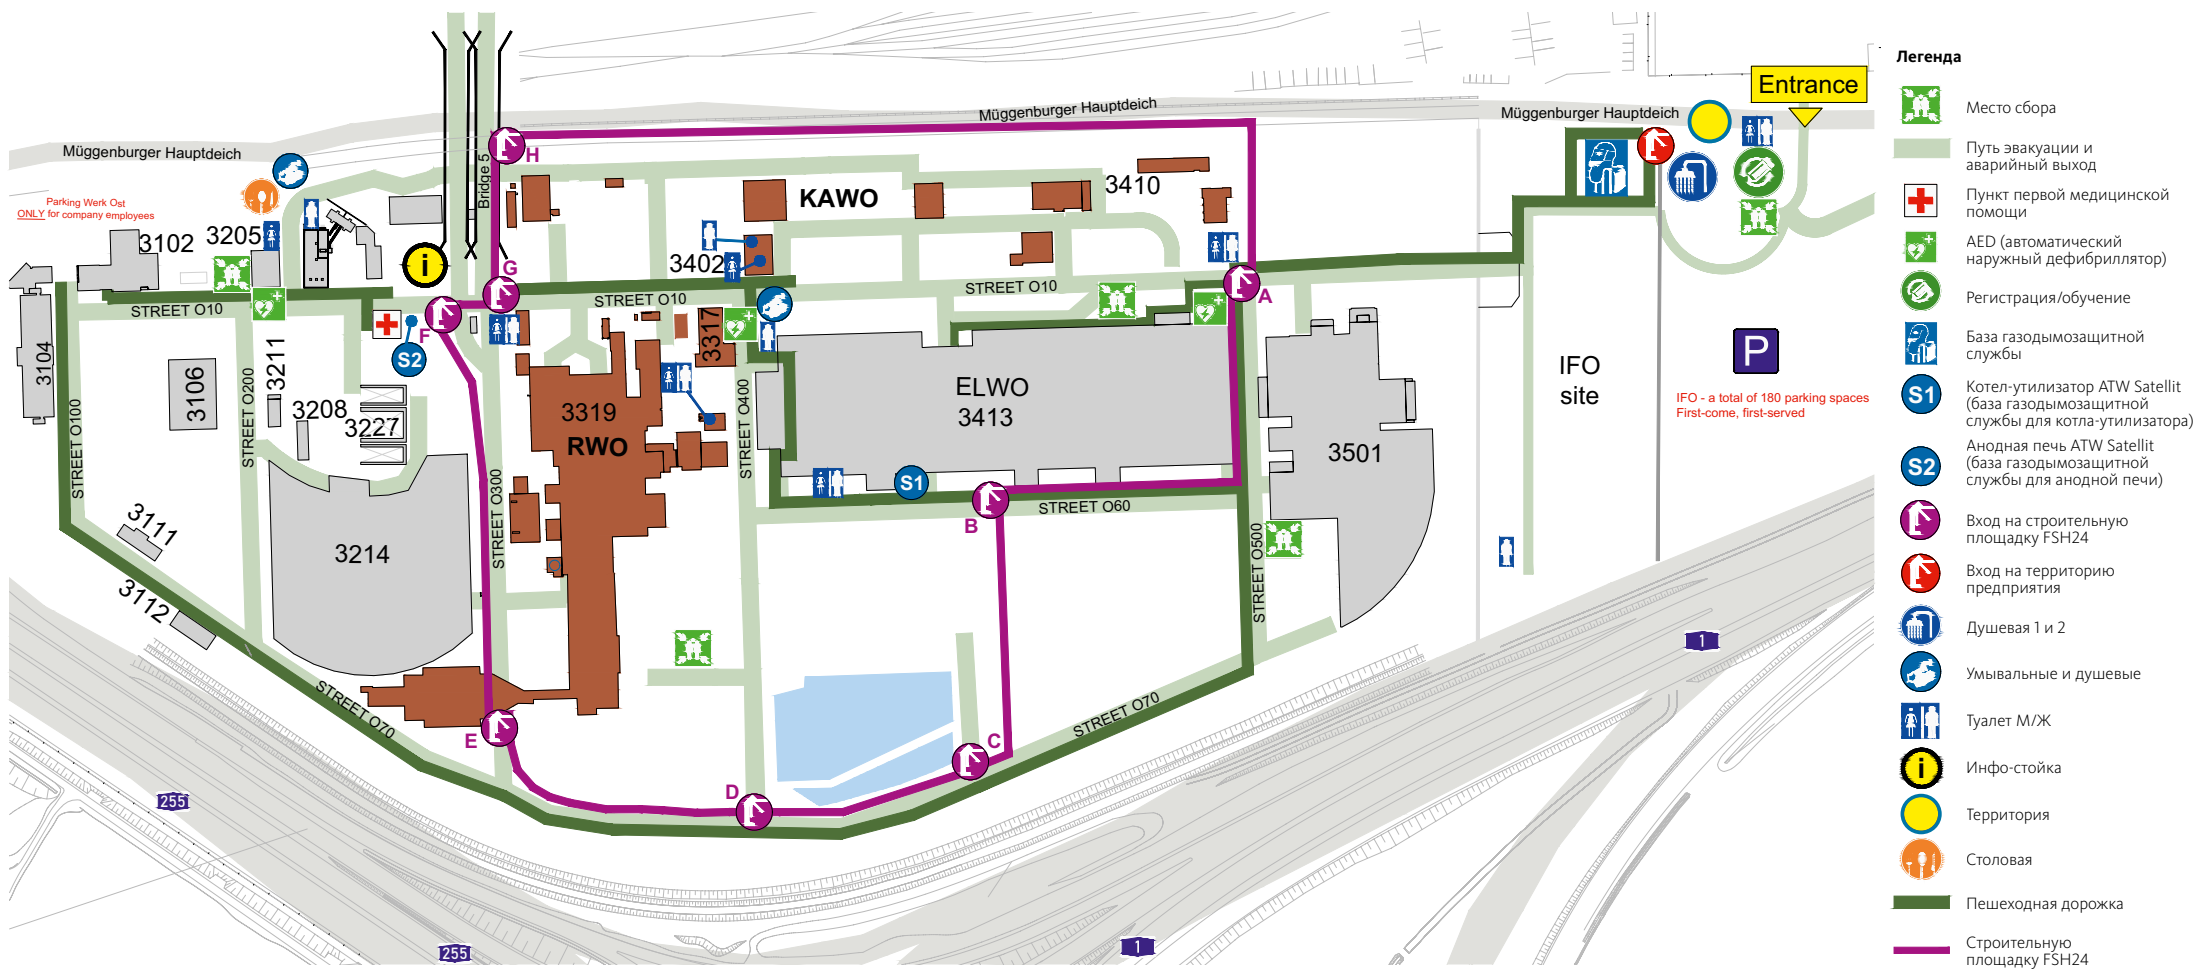 Entrance
Müggenburger Hauptdeich
Müggenburger Hauptdeich
Müggenburger Hauptdeich
Parking Werk Ost
ONLY for company employees
Bridge 5
H
KAWO
3410
3102
3205
i
3402
G
A
F
STREET O10
STREET O10
STREET O10
S2
3104
3106
3211
3208
3227
3317
3319
RWO
ELWO
3413
3501
IFO
site
P
IFO - a total of 180 parking spaces
First-come, first-served
STREET O100
STREET O200
STREET O300
STREET O400
STREET O500
S1
B
STREET O60
3111
3112
3214
STREET O70
STREET O70
E
D
C
255
255
1
1
Легенда
Место сбора
Путь эвакуации и
аварийный выход
Пункт первой медицинской
помощи
AED (автоматический
наружный дефибриллятор)
Регистрация/обучение
База газодымозащитной
службы
S1
Котел-утилизатор ATW Satellit
(база газодымозащитной
службы для котла-утилизатора)
S2
Анодная печь ATW Satellit
(база газодымозащитной
службы для анодной печи)
Вход на строительную
площадку FSH24
Вход на территорию
предприятия
Душевая 1 и 2
Умывальные и душевые
Туалет М/Ж
i
Инфо-стойка
Территория
Столовая
Пешеходная дорожка
Строительную
площадку FSH24